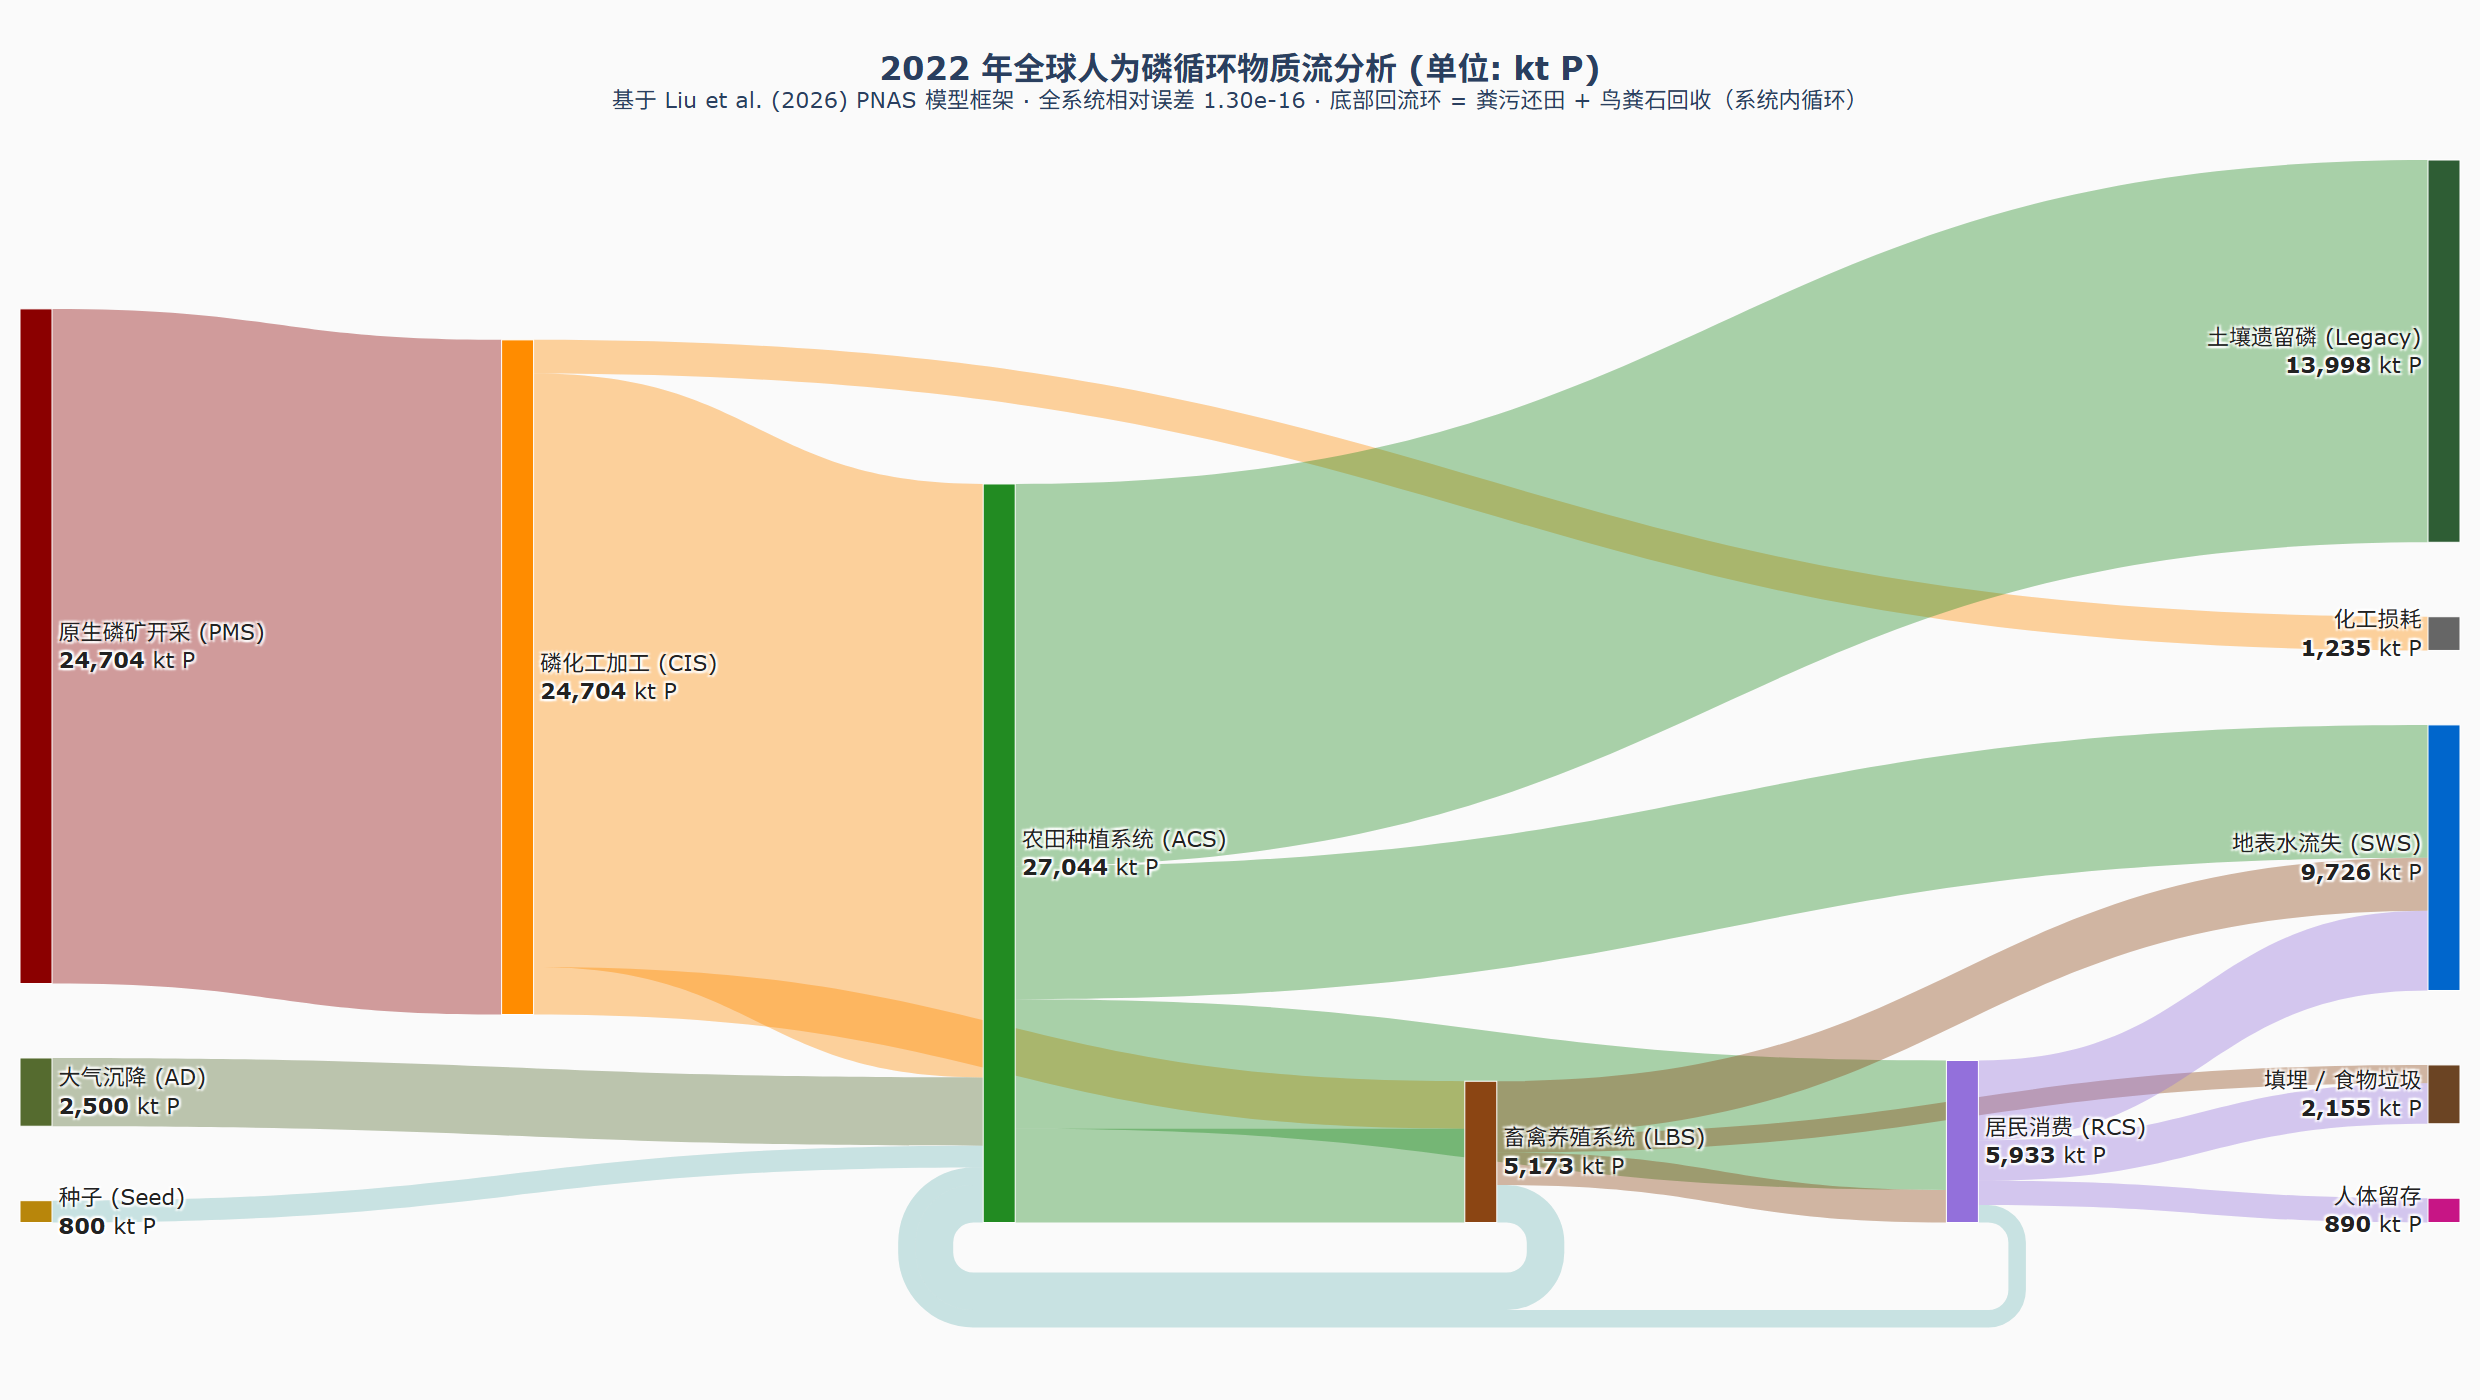 2022 年全球人为磷循环物质流分析 (单位: kt P)
基于 Liu et al. (2026) PNAS 模型框架 · 全系统相对误差 1.30e-16 · 底部回流环 = 粪污还田 + 鸟粪石回收（系统内循环）
原生磷矿开采 (PMS)
24,704 kt P
磷化工加工 (CIS)
24,704 kt P
大气沉降 (AD)
2,500 kt P
种子 (Seed)
800 kt P
农田种植系统 (ACS)
27,044 kt P
畜禽养殖系统 (LBS)
5,173 kt P
居民消费 (RCS)
5,933 kt P
土壤遗留磷 (Legacy)
13,998 kt P
化工损耗
1,235 kt P
地表水流失 (SWS)
9,726 kt P
填埋 / 食物垃圾
2,155 kt P
人体留存
890 kt P